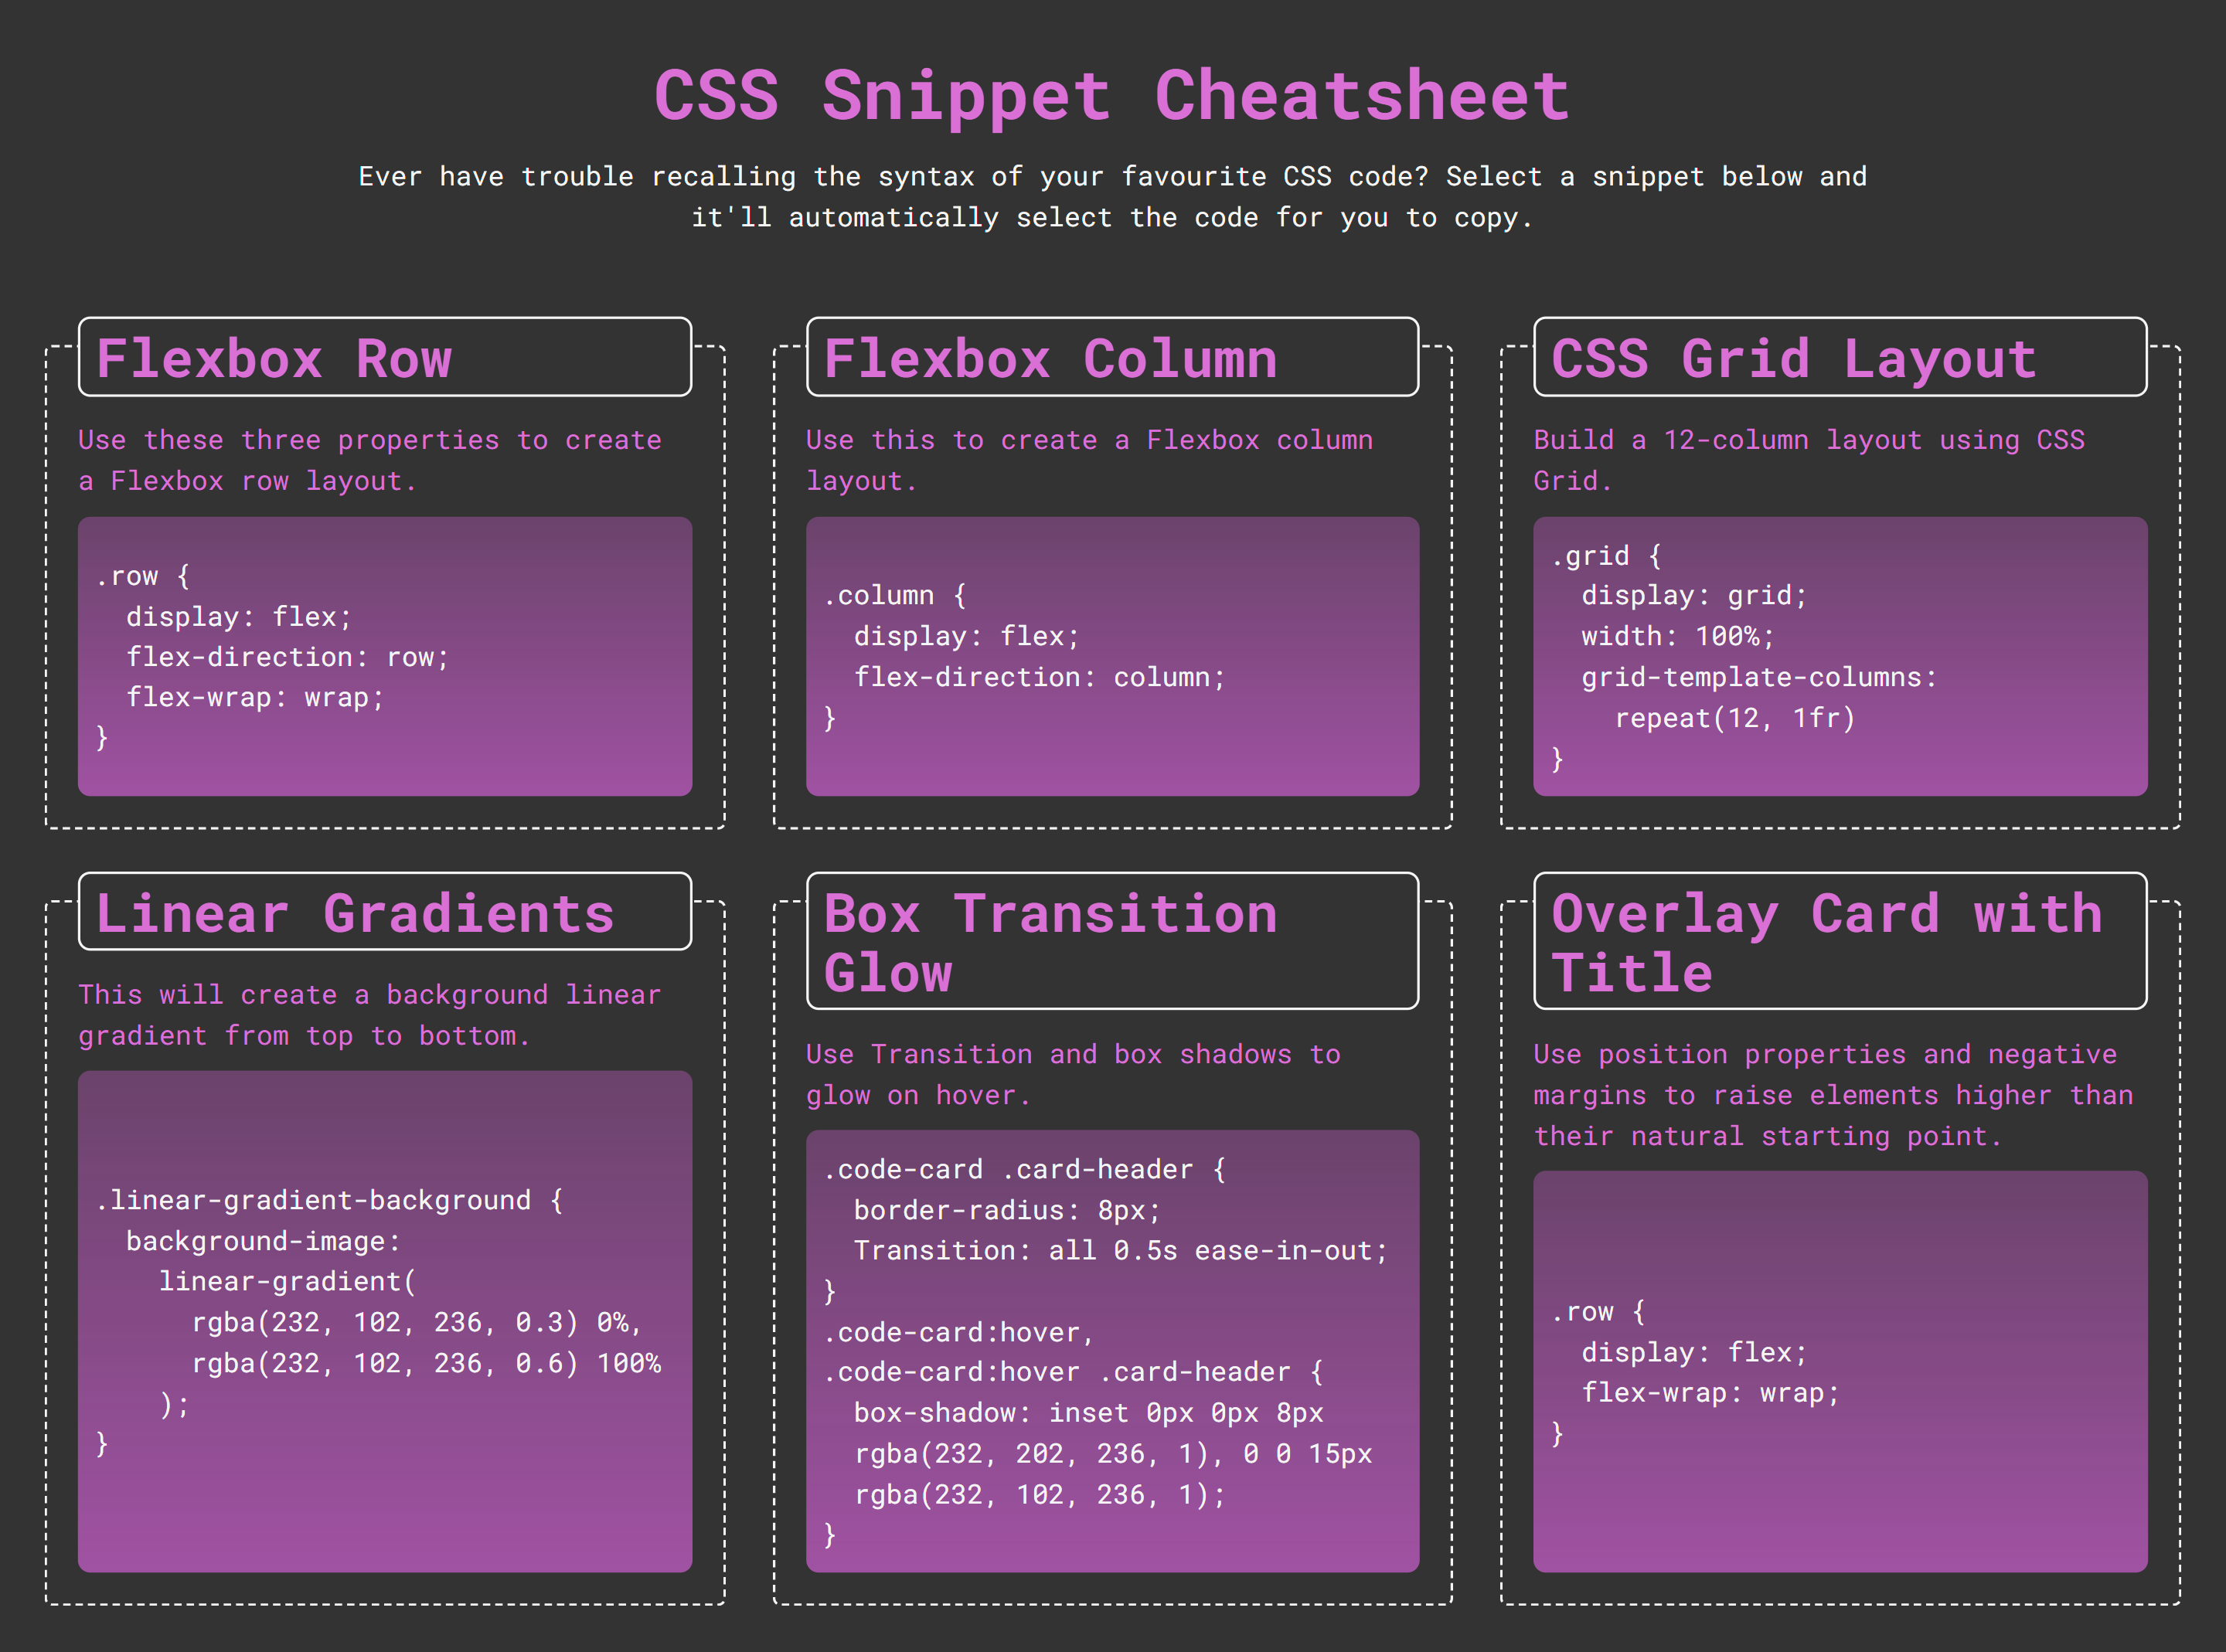 CSS Snippet Cheatsheet
Ever have trouble recalling the syntax of your favourite CSS code? Select a snippet below and
it'll automatically select the code for you to copy.
Flexbox Row
Use these three properties to create
a Flexbox row layout.
.row {
  display: flex;
  flex-direction: row;
  flex-wrap: wrap;
}
Flexbox Column
Use this to create a Flexbox column
layout.
.column {
  display: flex;
  flex-direction: column;
}
CSS Grid Layout
Build a 12-column layout using CSS
Grid.
.grid {
  display: grid;
  width: 100%;
  grid-template-columns:
    repeat(12, 1fr)
}
Linear Gradients
This will create a background linear
gradient from top to bottom.
.linear-gradient-background {
  background-image:
    linear-gradient(
      rgba(232, 102, 236, 0.3) 0%,
      rgba(232, 102, 236, 0.6) 100%
    );
}
Box Transition
Glow
Use Transition and box shadows to
glow on hover.
.code-card .card-header {
  border-radius: 8px;
  Transition: all 0.5s ease-in-out;
}
.code-card:hover,
.code-card:hover .card-header {
  box-shadow: inset 0px 0px 8px
  rgba(232, 202, 236, 1), 0 0 15px
  rgba(232, 102, 236, 1);
}
Overlay Card with
Title
Use position properties and negative
margins to raise elements higher than
their natural starting point.
.row {
  display: flex;
  flex-wrap: wrap;
}